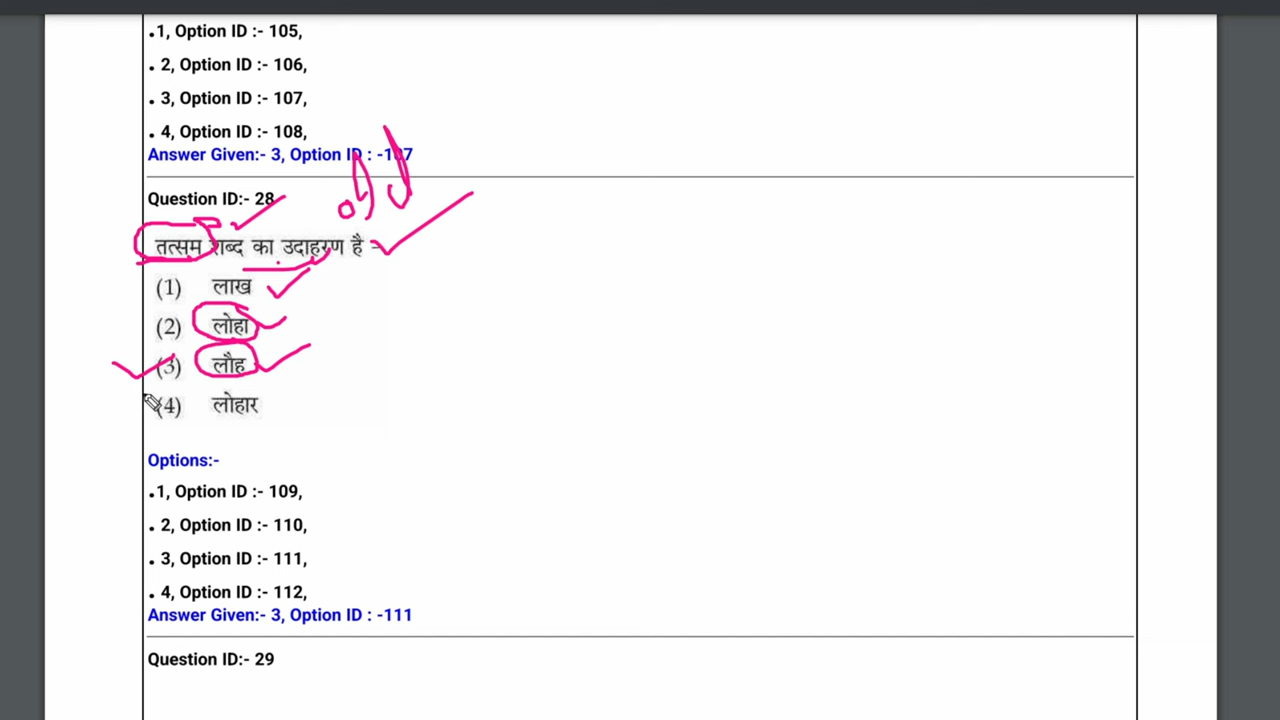 .1, Option ID :- 105,
. 2, Option ID :- 106,
. 3, Option ID :- 107,
. 4, Option ID :- 108,
Answer Given:- 3, Option ID : -107
Question ID:- 28
तत्सम शब्द का उदाहरण है -
(1) लाख
(2) लोहा
(3) लौह
(4) लोहार
Options:-
.1, Option ID :- 109,
. 2, Option ID :- 110,
. 3, Option ID :- 111,
. 4, Option ID :- 112,
Answer Given:- 3, Option ID : -111
Question ID:- 29